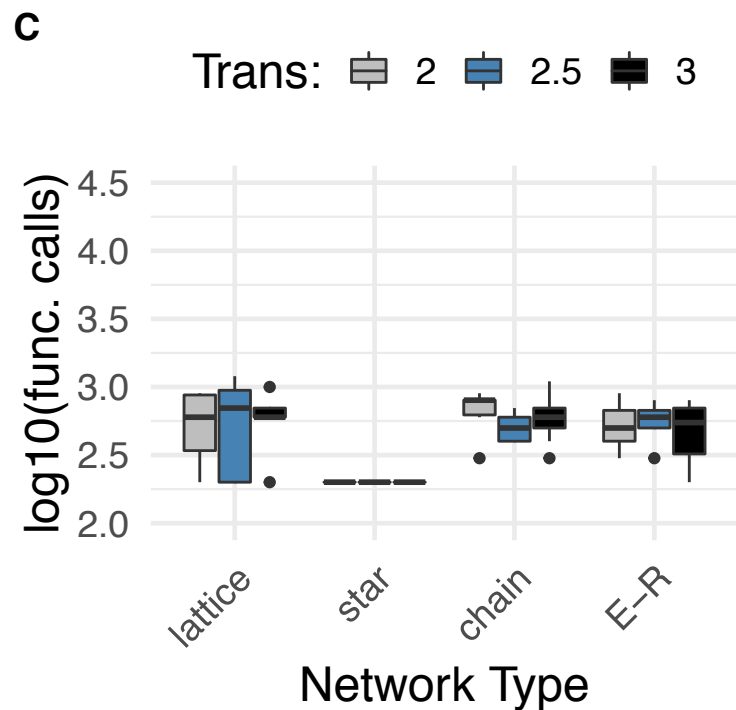 C
Trans: 2 2.5 3
log10(func. calls)
4.5
4.0
3.5
3.0
2.5
2.0
lattice star chain E−R
Network Type